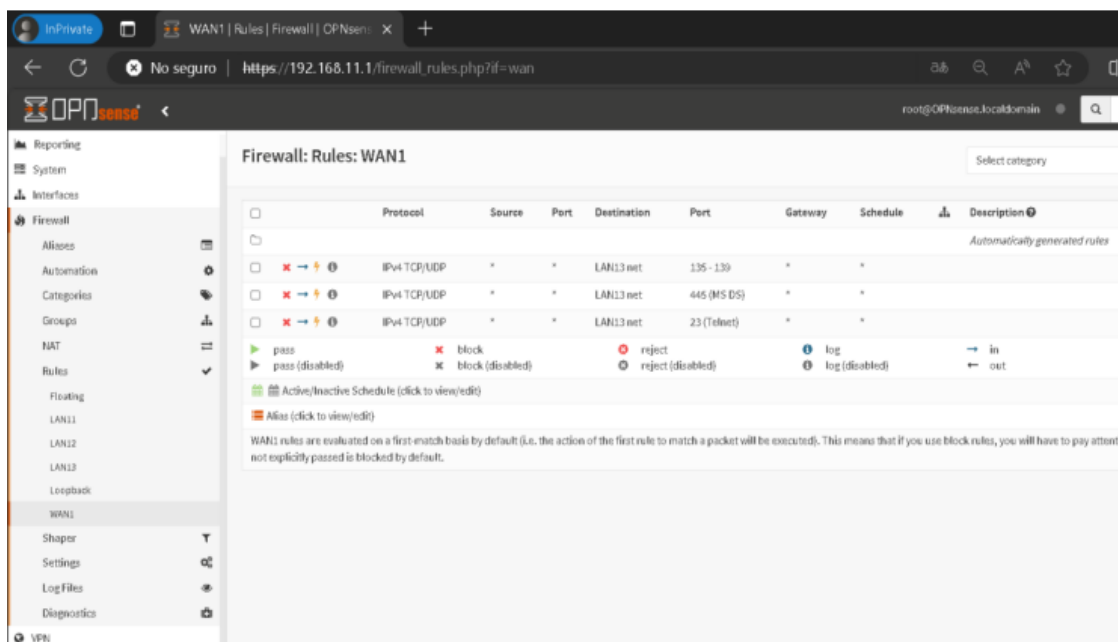 InPrivate
WAN1 | Rules | Firewall | OPNsens
No seguro
https://192.168.11.1/firewall_rules.php?if=wan
OPNsense
root@OPNsense.localdomain
Reporting
System
Interfaces
Firewall
Aliases
Automation
Categories
Groups
NAT
Rules
Floating
LAN11
LAN12
LAN13
Loopback
WAN1
Shaper
Settings
Log Files
Diagnostics
VPN
Firewall: Rules: WAN1
Select category
Protocol Source Port Destination Port Gateway Schedule Description
Automatically generated rules
IPv4 TCP/UDP * * LAN13 net 135 - 139 * *
IPv4 TCP/UDP * * LAN13 net 445 (MS DS) * *
IPv4 TCP/UDP * * LAN13 net 23 (Telnet) * *
pass block reject log in
pass (disabled) block (disabled) reject (disabled) log (disabled) out
Active/Inactive Schedule (click to view/edit)
Alias (click to view/edit)
WAN1 rules are evaluated on a first-match basis by default (i.e. the action of the first rule to match a packet will be executed). This means that if you use block rules, you will have to pay attent
not explicitly passed is blocked by default.